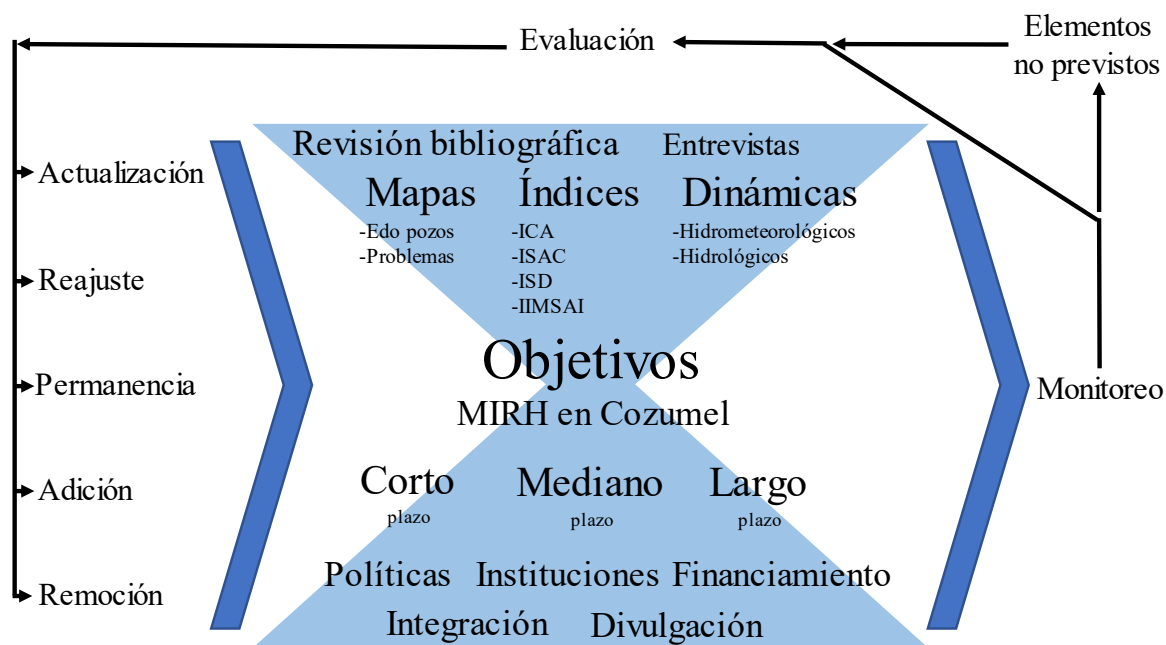 Evaluación
Elementos
no previstos
Actualización
Reajuste
Permanencia
Adición
Remoción
Revisión bibliográfica
Entrevistas
Mapas
-Edo pozos
-Problemas
Índices
-ICA
-ISAC
-ISD
-IIMSAI
Dinámicas
-Hidrometeorológicos
-Hidrológicos
Objetivos
MIRH en Cozumel
Corto
plazo
Mediano
plazo
Largo
plazo
Políticas
Instituciones
Financiamiento
Integración
Divulgación
Monitoreo